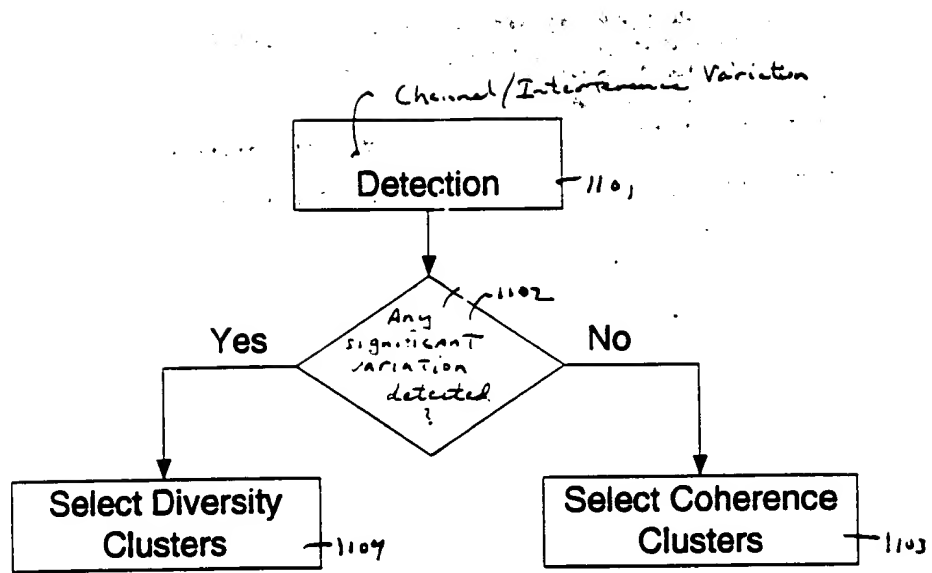 Channel/Interference Variation
Detection
1101
1102
Any
significant
variation
detected
?
Yes
No
Select Diversity
Clusters
1104
Select Coherence
Clusters
1103